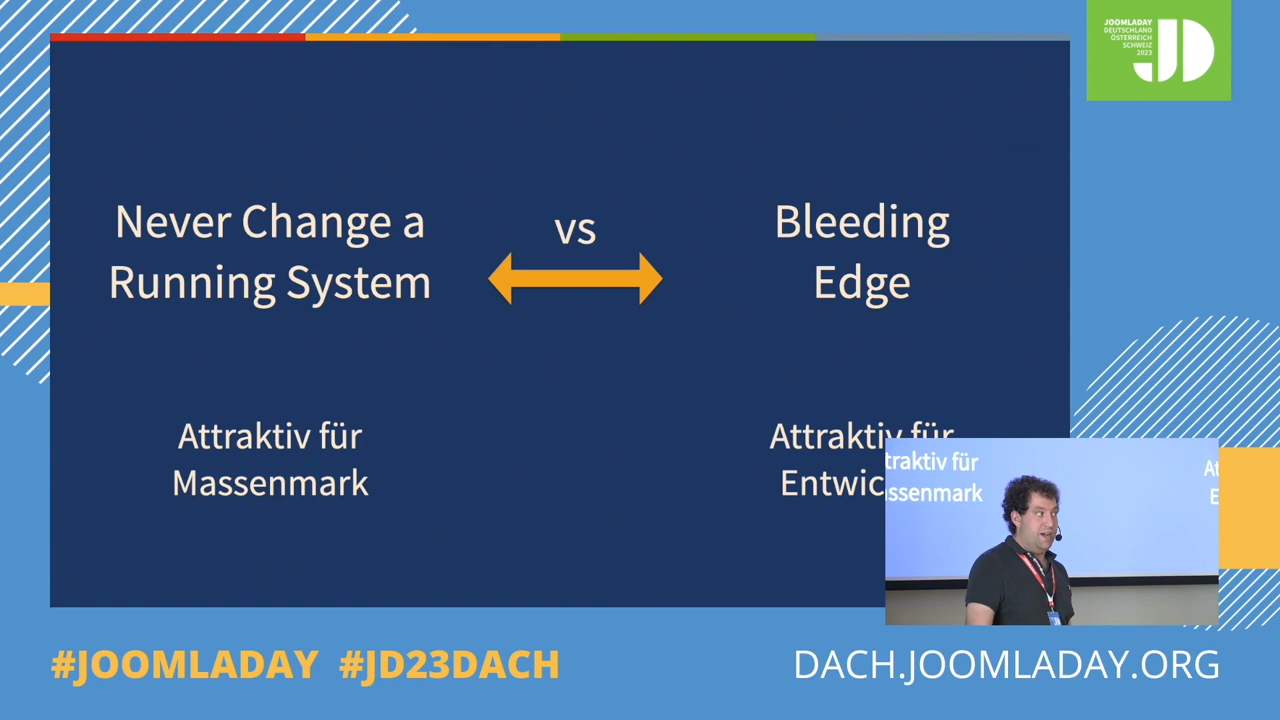 JOOMLADAY
DEUTSCHLAND
ÖSTERREICH
SCHWEIZ
2023
JD
Never Change a
Running System
vs
Bleeding
Edge
Attraktiv für
Massenmark
Attraktiv für
traktiv für
ssenmark
#JOOMLADAY #JD23DACH
DACH.JOOMLADAY.ORG